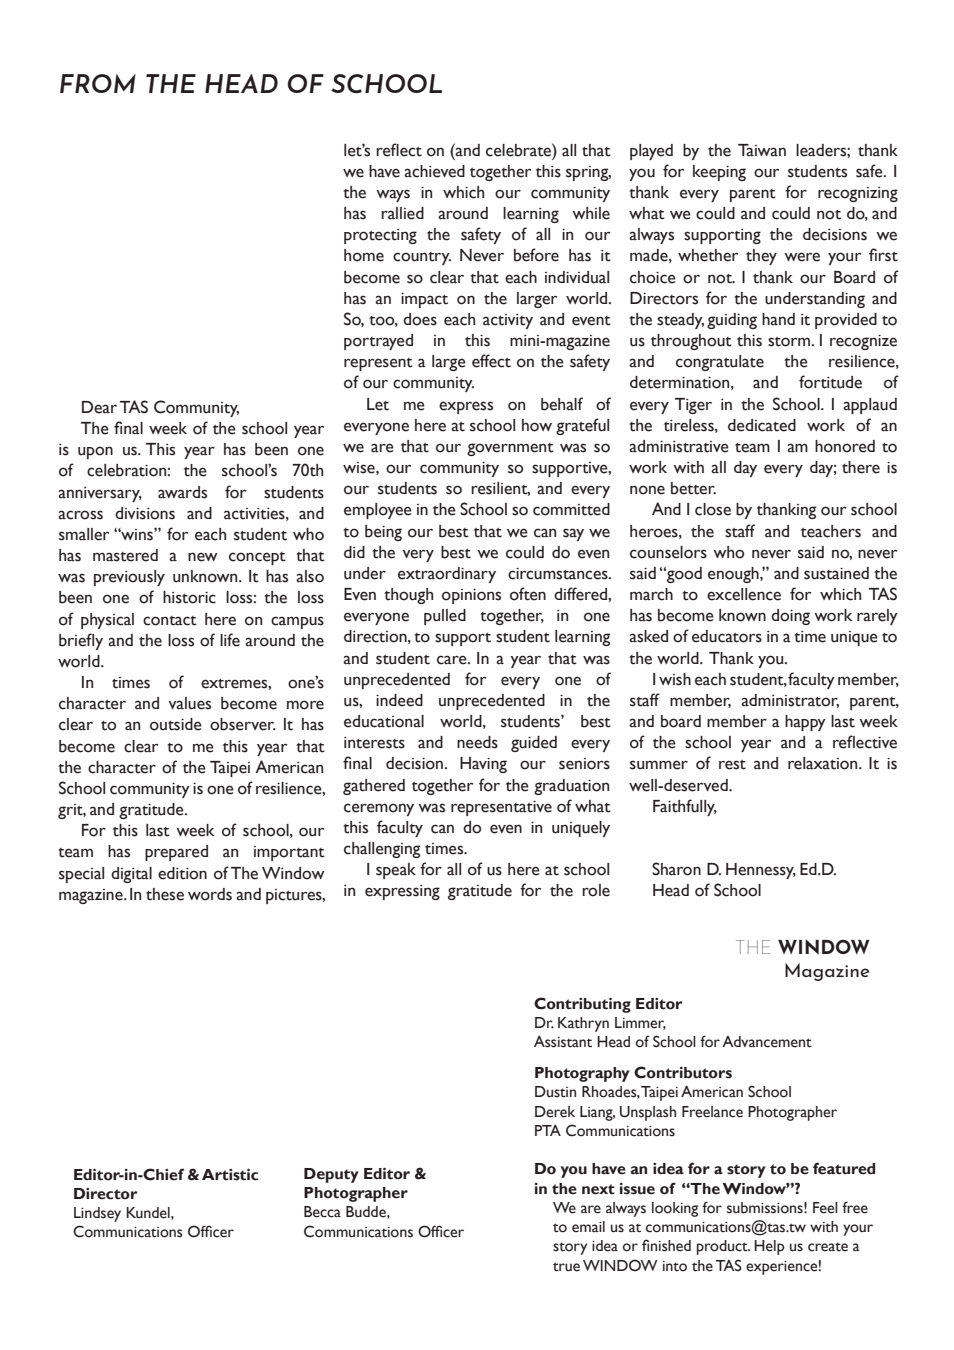 FROM THE HEAD OF SCHOOL
Dear TAS Community,
The final week of the school year
is upon us. This year has been one
of celebration: the school’s 70th
anniversary, awards for students
across divisions and activities, and
smaller “wins” for each student who
has mastered a new concept that
was previously unknown. It has also
been one of historic loss: the loss
of physical contact here on campus
briefly and the loss of life around the
world.
In times of extremes, one’s
character and values become more
clear to an outside observer. It has
become clear to me this year that
the character of the Taipei American
School community is one of resilience,
grit, and gratitude.
For this last week of school, our
team has prepared an important
special digital edition of The Window
magazine. In these words and pictures,
let’s reflect on (and celebrate) all that
we have achieved together this spring,
the ways in which our community
has rallied around learning while
protecting the safety of all in our
home country. Never before has it
become so clear that each individual
has an impact on the larger world.
So, too, does each activity and event
portrayed in this mini-magazine
represent a large effect on the safety
of our community.
Let me express on behalf of
everyone here at school how grateful
we are that our government was so
wise, our community so supportive,
our students so resilient, and every
employee in the School so committed
to being our best that we can say we
did the very best we could do even
under extraordinary circumstances.
Even though opinions often differed,
everyone pulled together, in one
direction, to support student learning
and student care. In a year that was
unprecedented for every one of
us, indeed unprecedented in the
educational world, students’ best
interests and needs guided every
final decision. Having our seniors
gathered together for the graduation
ceremony was representative of what
this faculty can do even in uniquely
challenging times.
I speak for all of us here at school
in expressing gratitude for the role
played by the Taiwan leaders; thank
you for keeping our students safe. I
thank every parent for recognizing
what we could and could not do, and
always supporting the decisions we
made, whether they were your first
choice or not. I thank our Board of
Directors for the understanding and
the steady, guiding hand it provided to
us throughout this storm. I recognize
and congratulate the resilience,
determination, and fortitude of
every Tiger in the School. I applaud
the tireless, dedicated work of an
administrative team I am honored to
work with all day every day; there is
none better.
And I close by thanking our school
heroes, the staff and teachers and
counselors who never said no, never
said “good enough,” and sustained the
march to excellence for which TAS
has become known doing work rarely
asked of educators in a time unique to
the world. Thank you.
I wish each student, faculty member,
staff member, administrator, parent,
and board member a happy last week
of the school year and a reflective
summer of rest and relaxation. It is
well-deserved.
Faithfully,
Sharon D. Hennessy, Ed.D.
Head of School
THE WINDOW
Magazine
Editor-in-Chief & Artistic
Director
Lindsey Kundel,
Communications Officer
Deputy Editor &
Photographer
Becca Budde,
Communications Officer
Contributing Editor
Dr. Kathryn Limmer,
Assistant Head of School for Advancement
Photography Contributors
Dustin Rhoades, Taipei American School
Derek Liang, Unsplash Freelance Photographer
PTA Communications
Do you have an idea for a story to be featured
in the next issue of “The Window”?
We are always looking for submissions! Feel free
to email us at communications@tas.tw with your
story idea or finished product. Help us create a
true WINDOW into the TAS experience!